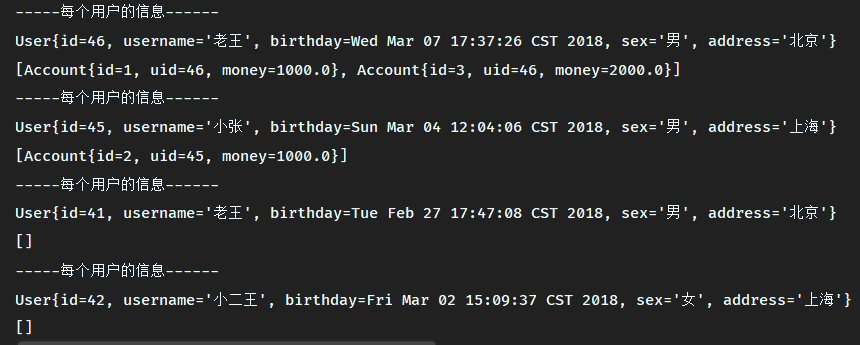 -----每个用户的信息------
User{id=46, username='老王', birthday=Wed Mar 07 17:37:26 CST 2018, sex='男', address='北京'}
[Account{id=1, uid=46, money=1000.0}, Account{id=3, uid=46, money=2000.0}]
-----每个用户的信息------
User{id=45, username='小张', birthday=Sun Mar 04 12:04:06 CST 2018, sex='男', address='上海'}
[Account{id=2, uid=45, money=1000.0}]
-----每个用户的信息------
User{id=41, username='老王', birthday=Tue Feb 27 17:47:08 CST 2018, sex='男', address='北京'}
[]
-----每个用户的信息------
User{id=42, username='小二王', birthday=Fri Mar 02 15:09:37 CST 2018, sex='女', address='上海'}
[]